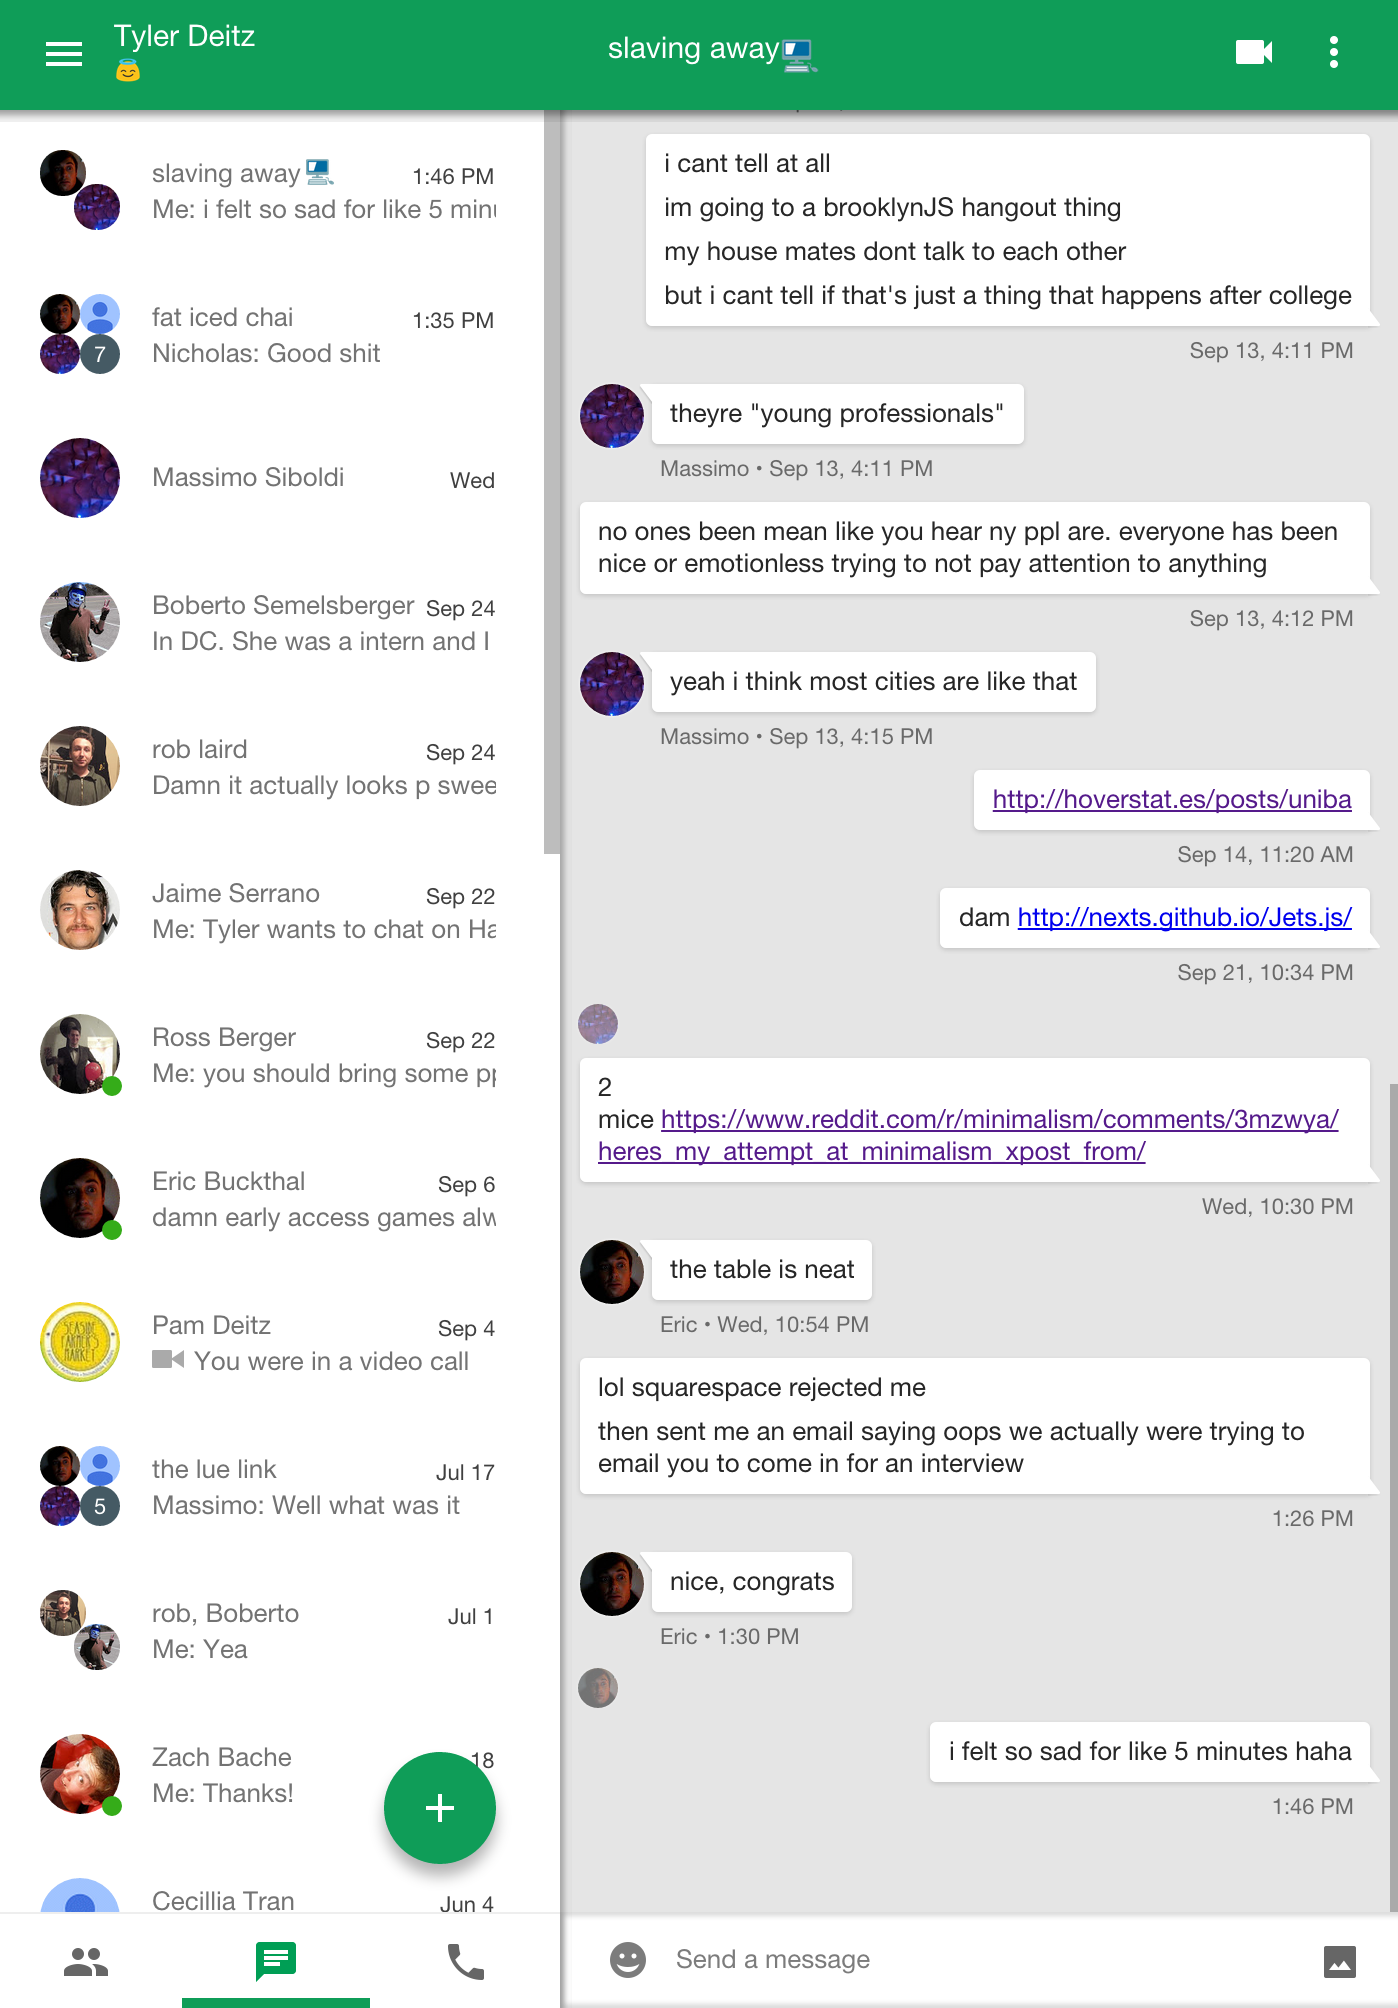 Tyler Deitz
😇
slaving away🖥
slaving away🖥
1:46 PM
Me: i felt so sad for like 5 minu
fat iced chai
1:35 PM
Nicholas: Good shit
7
Massimo Siboldi
Wed
Boberto Semelsberger
Sep 24
In DC. She was a intern and I
rob laird
Sep 24
Damn it actually looks p swee
Jaime Serrano
Sep 22
Me: Tyler wants to chat on Ha
Ross Berger
Sep 22
Me: you should bring some pp
Eric Buckthal
Sep 6
damn early access games alw
SEASIDE
FARMER'S
MARKET
Pam Deitz
Sep 4
You were in a video call
the lue link
Jul 17
Massimo: Well what was it
5
rob, Boberto
Jul 1
Me: Yea
Zach Bache
18
Me: Thanks!
+
Cecillia Tran
Jun 4
i cant tell at all
im going to a brooklynJS hangout thing
my house mates dont talk to each other
but i cant tell if that's just a thing that happens after college
Sep 13, 4:11 PM
theyre "young professionals"
Massimo • Sep 13, 4:11 PM
no ones been mean like you hear ny ppl are. everyone has been
nice or emotionless trying to not pay attention to anything
Sep 13, 4:12 PM
yeah i think most cities are like that
Massimo • Sep 13, 4:15 PM
http://hoverstat.es/posts/uniba
Sep 14, 11:20 AM
dam http://nexts.github.io/Jets.js/
Sep 21, 10:34 PM
2
mice https://www.reddit.com/r/minimalism/comments/3mzwya/
heres_my_attempt_at_minimalism_xpost_from/
Wed, 10:30 PM
the table is neat
Eric • Wed, 10:54 PM
lol squarespace rejected me
then sent me an email saying oops we actually were trying to
email you to come in for an interview
1:26 PM
nice, congrats
Eric • 1:30 PM
i felt so sad for like 5 minutes haha
1:46 PM
Send a message